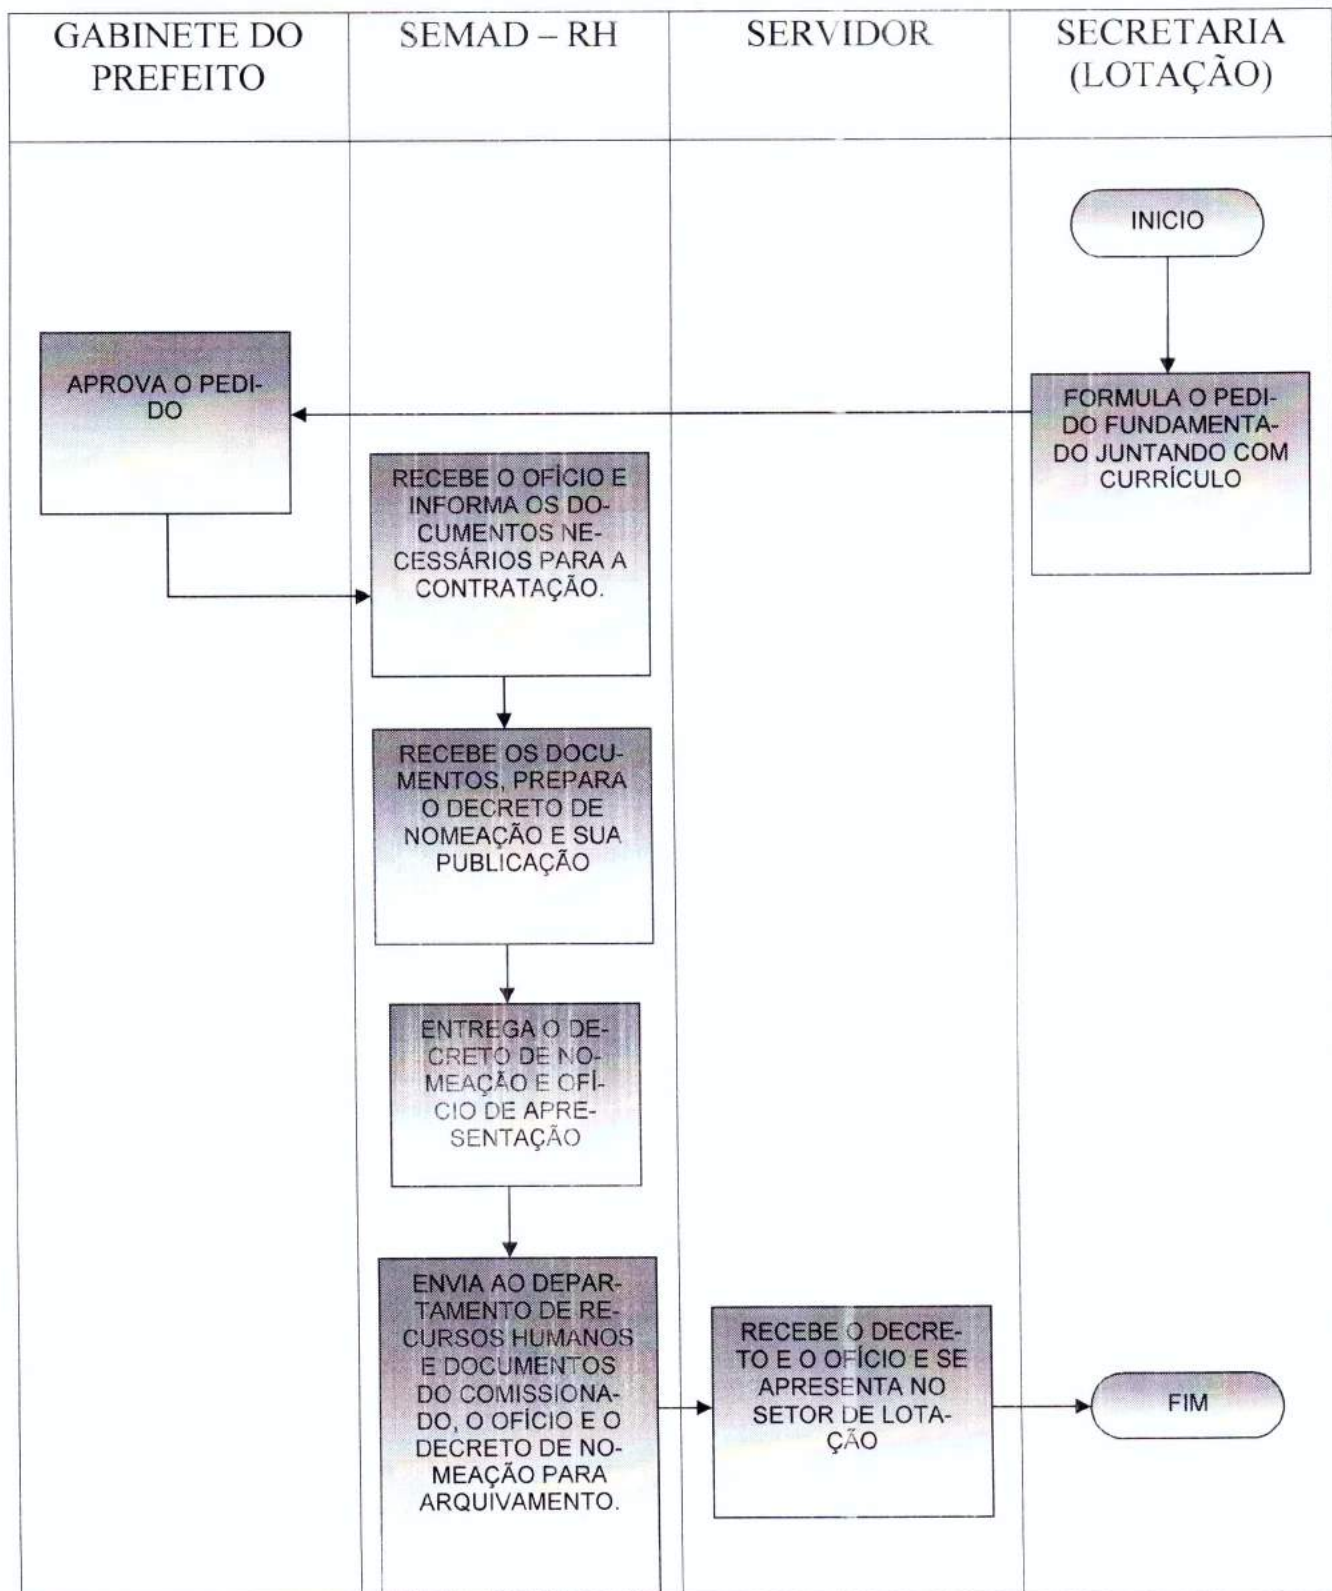 GABINETE DO
PREFEITO
SEMAD – RH
SERVIDOR
SECRETARIA
(LOTAÇÃO)
INICIO
FORMULA O PEDI-
DO FUNDAMENTA-
DO JUNTANDO COM
CURRÍCULO
APROVA O PEDI-
DO
RECEBE O OFÍCIO E
INFORMA OS DO-
CUMENTOS NE-
CESSÁRIOS PARA A
CONTRATAÇÃO.
RECEBE OS DOCU-
MENTOS, PREPARA
O DECRETO DE
NOMEAÇÃO E SUA
PUBLICAÇÃO
ENTREGA O DE-
CRETO DE NO-
MEAÇÃO E OFÍ-
CIO DE APRE-
SENTAÇÃO
ENVIA AO DEPAR-
TAMENTO DE RE-
CURSOS HUMANOS
E DOCUMENTOS
DO COMISSIONA-
DO, O OFÍCIO E O
DECRETO DE NO-
MEAÇÃO PARA
ARQUIVAMENTO.
RECEBE O DECRE-
TO E O OFÍCIO E SE
APRESENTA NO
SETOR DE LOTA-
ÇÃO
FIM